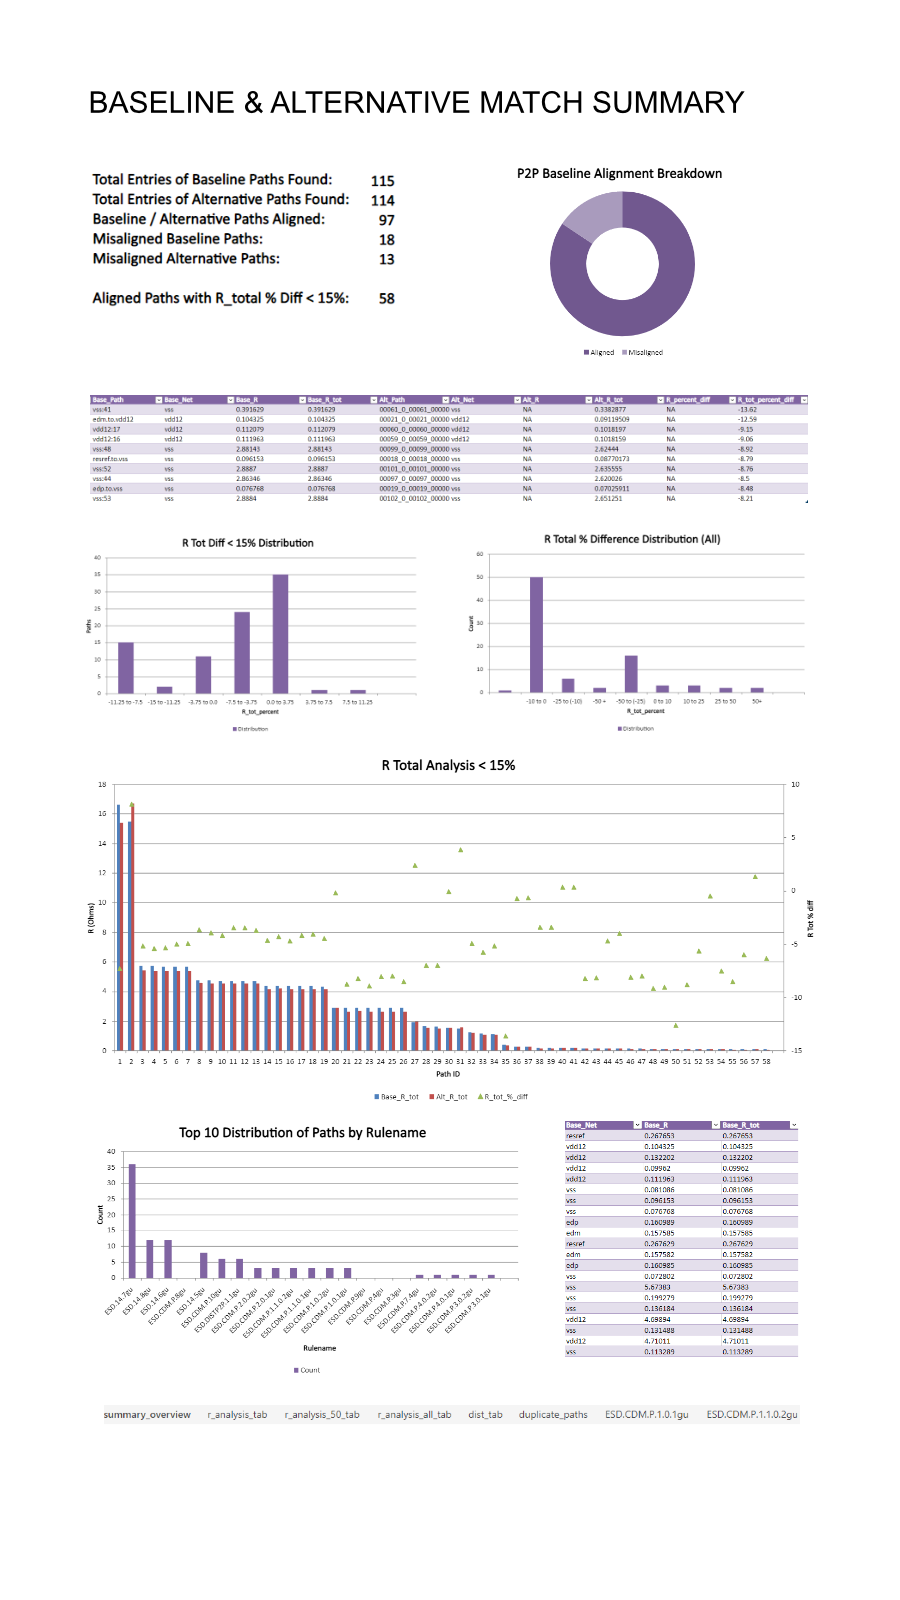 BASELINE & ALTERNATIVE MATCH SUMMARY
Total Entries of Baseline Paths Found: 115
Total Entries of Alternative Paths Found: 114
Baseline / Alternative Paths Aligned: 97
Misaligned Baseline Paths: 18
Misaligned Alternative Paths: 13
Aligned Paths with R_total % Diff < 15%: 58
P2P Baseline Alignment Breakdown
Aligned Misaligned
Base_Path Base_Net Base_R Base_R_tot Alt_Path Alt_Net Alt_R Alt_R_tot R_percent_diff R_tot_percent_diff
vss:41 vss 0.391629 0.391629 00061_0_00061_00000 vss NA 0.3382877 NA -13.62
edm.to.vdd12 vdd12 0.104325 0.104325 00021_0_00021_00000 vdd12 NA 0.09119509 NA -12.59
vdd12:17 vdd12 0.112079 0.112079 00060_0_00060_00000 vdd12 NA 0.1018197 NA -9.15
vdd12:16 vdd12 0.111963 0.111963 00059_0_00059_00000 vdd12 NA 0.1018159 NA -9.06
vss:48 vss 2.88143 2.88143 00099_0_00099_00000 vss NA 2.62444 NA -8.92
resref.to.vss vss 0.096153 0.096153 00018_0_00018_00000 vss NA 0.08770173 NA -8.79
vss:52 vss 2.8887 2.8887 00101_0_00101_00000 vss NA 2.635555 NA -8.76
vss:44 vss 2.86346 2.86346 00097_0_00097_00000 vss NA 2.620026 NA -8.5
edp.to.vss vss 0.076768 0.076768 00019_0_00019_00000 vss NA 0.07025911 NA -8.48
vss:53 vss 2.8884 2.8884 00102_0_00102_00000 vss NA 2.651251 NA -8.21
R Tot Diff < 15% Distribution
40
35
30
25
20
15
10
5
0
Paths
-11.25 to -7.5 -15 to -11.25 -3.75 to 0.0 -7.5 to -3.75 0.0 to 3.75 3.75 to 7.5 7.5 to 11.25
R_tot_percent
Distribution
R Total % Difference Distribution (All)
60
50
40
30
20
10
0
Count
-10 to 0 -25 to (-10) -50 + -50 to (-25) 0 to 10 10 to 25 25 to 50 50+
R_tot_percent
Distribution
R Total Analysis < 15%
18
16
14
12
10
8
6
4
2
0
R (Ohms)
10
5
0
-5
-10
-15
R Tot % diff
1 2 3 4 5 6 7 8 9 10 11 12 13 14 15 16 17 18 19 20 21 22 23 24 25 26 27 28 29 30 31 32 33 34 35 36 37 38 39 40 41 42 43 44 45 46 47 48 49 50 51 52 53 54 55 56 57 58
Path ID
Base_R_tot Alt_R_tot R_tot_%_diff
Top 10 Distribution of Paths by Rulename
40
35
30
25
20
15
10
5
0
Count
ESD.14.7gu ESD.14.8gu ESD.14.6gu ESD.CDM.P.8gu ESD.14.5gu ESD.CDM.P.10gu ESD.DISTP2P.1.1gu ESD.CDM.P.2.0.2gu ESD.CDM.P.2.0.1gu ESD.CDM.P.1.1.0.2gu ESD.CDM.P.1.1.0.1gu ESD.CDM.P.1.0.2gu ESD.CDM.P.1.0.1gu ESD.CDM.P.9gu ESD.CDM.P.4gu ESD.CDM.P.3gu ESD.CDM.P.7.4gu ESD.CDM.P.4.0.2gu ESD.CDM.P.4.0.1gu ESD.CDM.P.3.0.2gu ESD.CDM.P.3.0.1gu
Rulename
Count
Base_Net Base_R Base_R_tot
resref 0.267653 0.267653
vdd12 0.104325 0.104325
vdd12 0.132202 0.132202
vdd12 0.09962 0.09962
vdd12 0.111963 0.111963
vss 0.081086 0.081086
vss 0.096153 0.096153
vss 0.076768 0.076768
edp 0.160989 0.160989
edm 0.157585 0.157585
resref 0.267629 0.267629
edm 0.157582 0.157582
edp 0.160985 0.160985
vss 0.072802 0.072802
vss 5.67383 5.67383
vss 0.199279 0.199279
vss 0.136184 0.136184
vdd12 4.69894 4.69894
vss 0.131488 0.131488
vdd12 4.71011 4.71011
vss 0.113289 0.113289
summary_overview r_analysis_tab r_analysis_50_tab r_analysis_all_tab dist_tab duplicate_paths ESD.CDM.P.1.0.1gu ESD.CDM.P.1.1.0.2gu